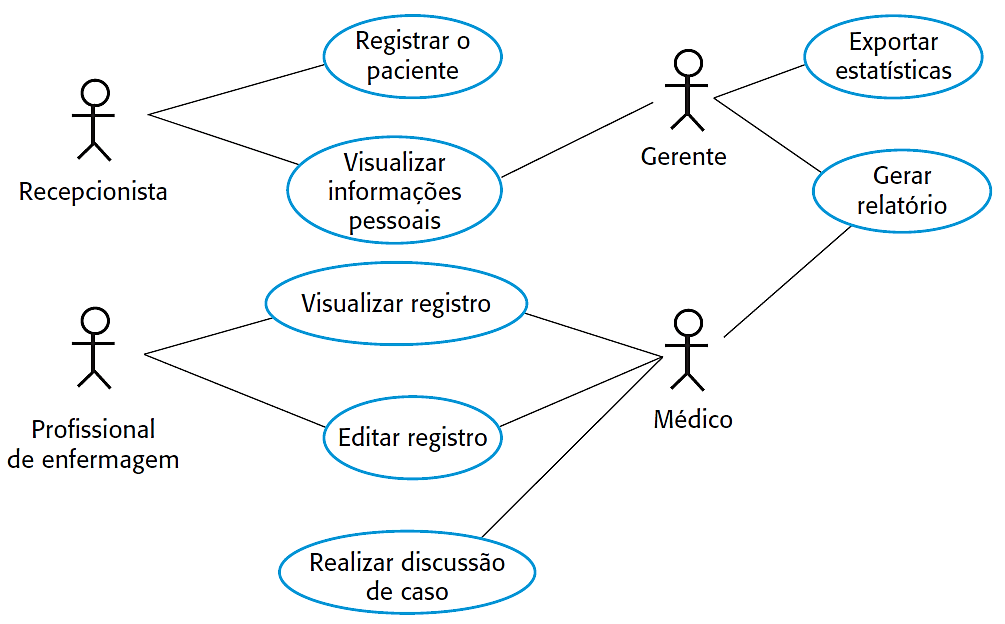 Registrar o
paciente
Exportar
estatísticas
Recepcionista
Visualizar
informações
pessoais
Gerente
Gerar
relatório
Visualizar registro
Profissional
de enfermagem
Editar registro
Médico
Realizar discussão
de caso